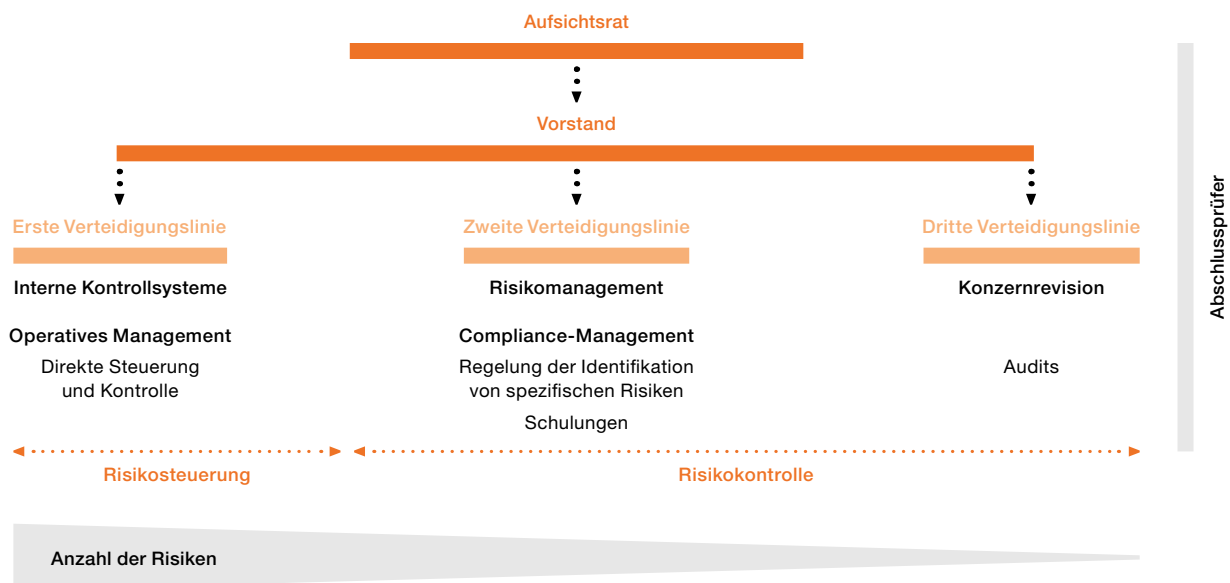 Aufsichtsrat
Vorstand
Erste Verteidigungslinie
Interne Kontrollsysteme
Operatives Management
Direkte Steuerung
und Kontrolle
Zweite Verteidigungslinie
Risikomanagement
Compliance-Management
Regelung der Identifikation
von spezifischen Risiken
Schulungen
Dritte Verteidigungslinie
Konzernrevision
Audits
Risikosteuerung
Risikokontrolle
Anzahl der Risiken
Abschlussprüfer